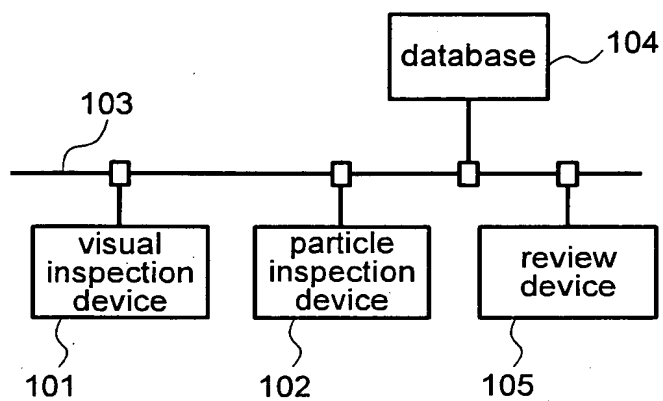 database
104
103
visual
inspection
device
particle
inspection
device
review
device
101
102
105